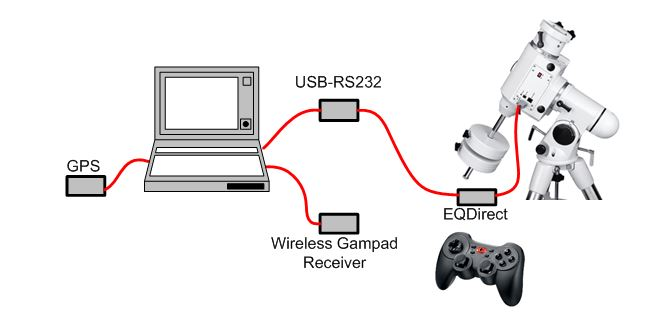 USB-RS232
GPS
EQDirect
Wireless Gampad
Receiver